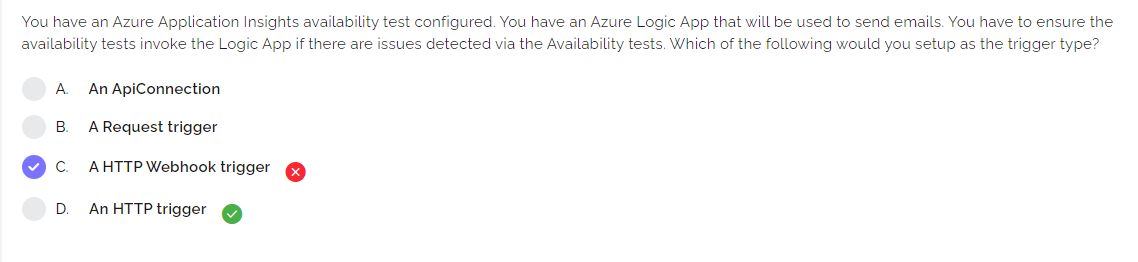 You have an Azure Application Insights availability test configured. You have an Azure Logic App that will be used to send emails. You have to ensure the
availability tests invoke the Logic App if there are issues detected via the Availability tests. Which of the following would you setup as the trigger type?
A. An ApiConnection
B. A Request trigger
C. A HTTP Webhook trigger
D. An HTTP trigger